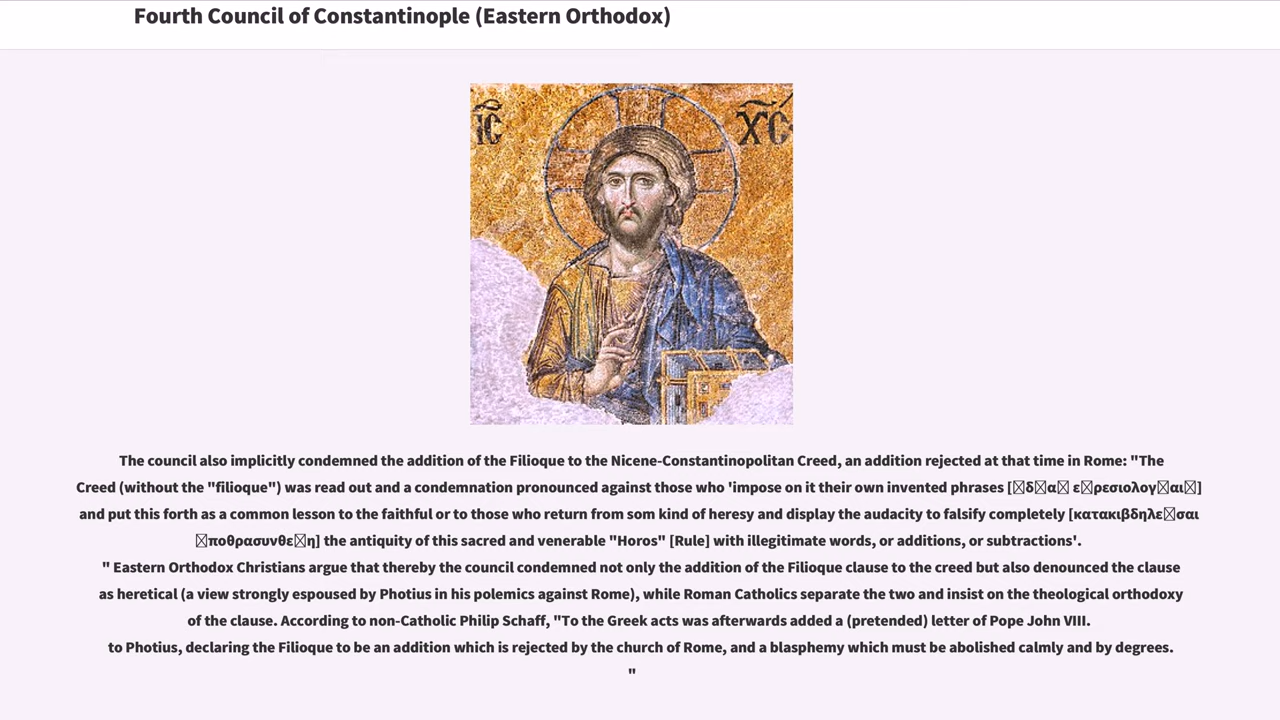 Fourth Council of Constantinople (Eastern Orthodox)
IC
XC
The council also implicitly condemned the addition of the Filioque to the Nicene-Constantinopolitan Creed, an addition rejected at that time in Rome: "The
Creed (without the "filioque") was read out and a condemnation pronounced against those who 'impose on it their own invented phrases [□δ□α□ ε□ρεσιολογ□αι□]
and put this forth as a common lesson to the faithful or to those who return from som kind of heresy and display the audacity to falsify completely [κατακιβδηλε□σαι
□ποθρασυνθε□η] the antiquity of this sacred and venerable "Horos" [Rule] with illegitimate words, or additions, or subtractions'.
" Eastern Orthodox Christians argue that thereby the council condemned not only the addition of the Filioque clause to the creed but also denounced the clause
as heretical (a view strongly espoused by Photius in his polemics against Rome), while Roman Catholics separate the two and insist on the theological orthodoxy
of the clause. According to non-Catholic Philip Schaff, "To the Greek acts was afterwards added a (pretended) letter of Pope John VIII.
to Photius, declaring the Filioque to be an addition which is rejected by the church of Rome, and a blasphemy which must be abolished calmly and by degrees.
"